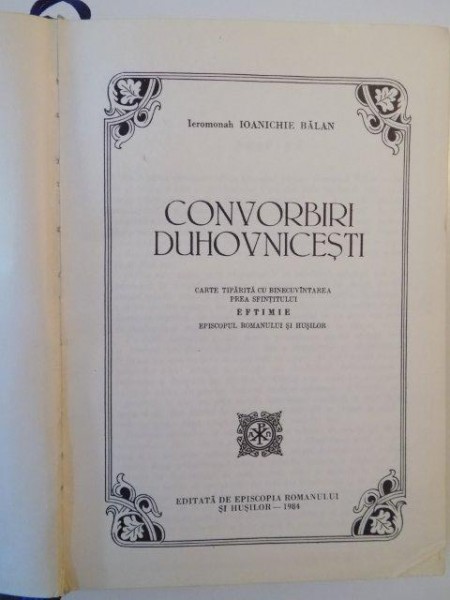 Ieromonah IOANICHIE BĂLAN
CONVORBIRI
DUHOVNICEȘTI
CARTE TIPĂRITĂ CU BINECUVÎNTAREA
PREA SFINȚITULUI
EFTIMIE
EPISCOPUL ROMANULUI ȘI HUȘILOR
EDITATĂ DE EPISCOPIA ROMANULUI
ȘI HUȘILOR — 1984